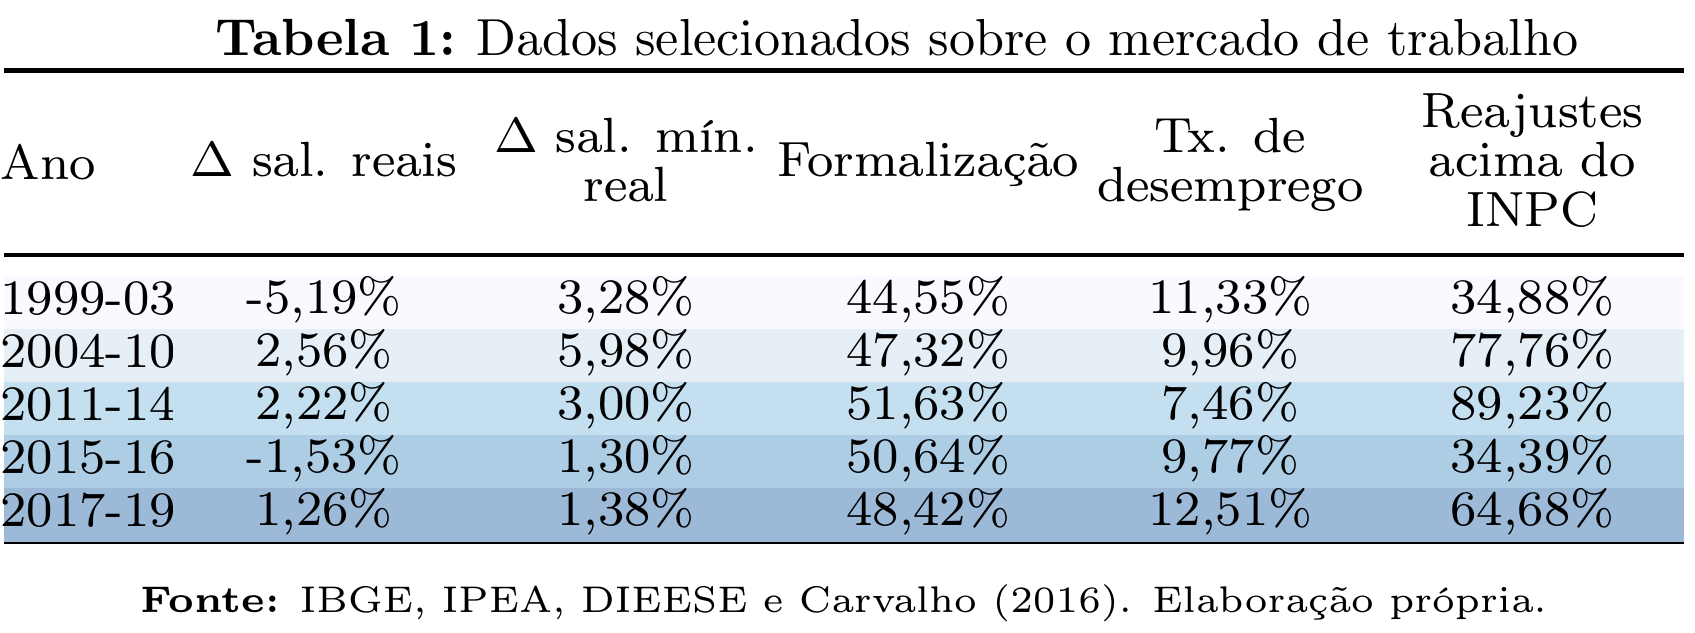 Tabela 1: Dados selecionados sobre o mercado de trabalho
Ano Δ sal. reais Δ sal. mín. real Formalização Tx. de desemprego Reajustes acima do INPC
1999-03 -5,19% 3,28% 44,55% 11,33% 34,88%
2004-10 2,56% 5,98% 47,32% 9,96% 77,76%
2011-14 2,22% 3,00% 51,63% 7,46% 89,23%
2015-16 -1,53% 1,30% 50,64% 9,77% 34,39%
2017-19 1,26% 1,38% 48,42% 12,51% 64,68%
Fonte: IBGE, IPEA, DIEESE e Carvalho (2016). Elaboração própria.